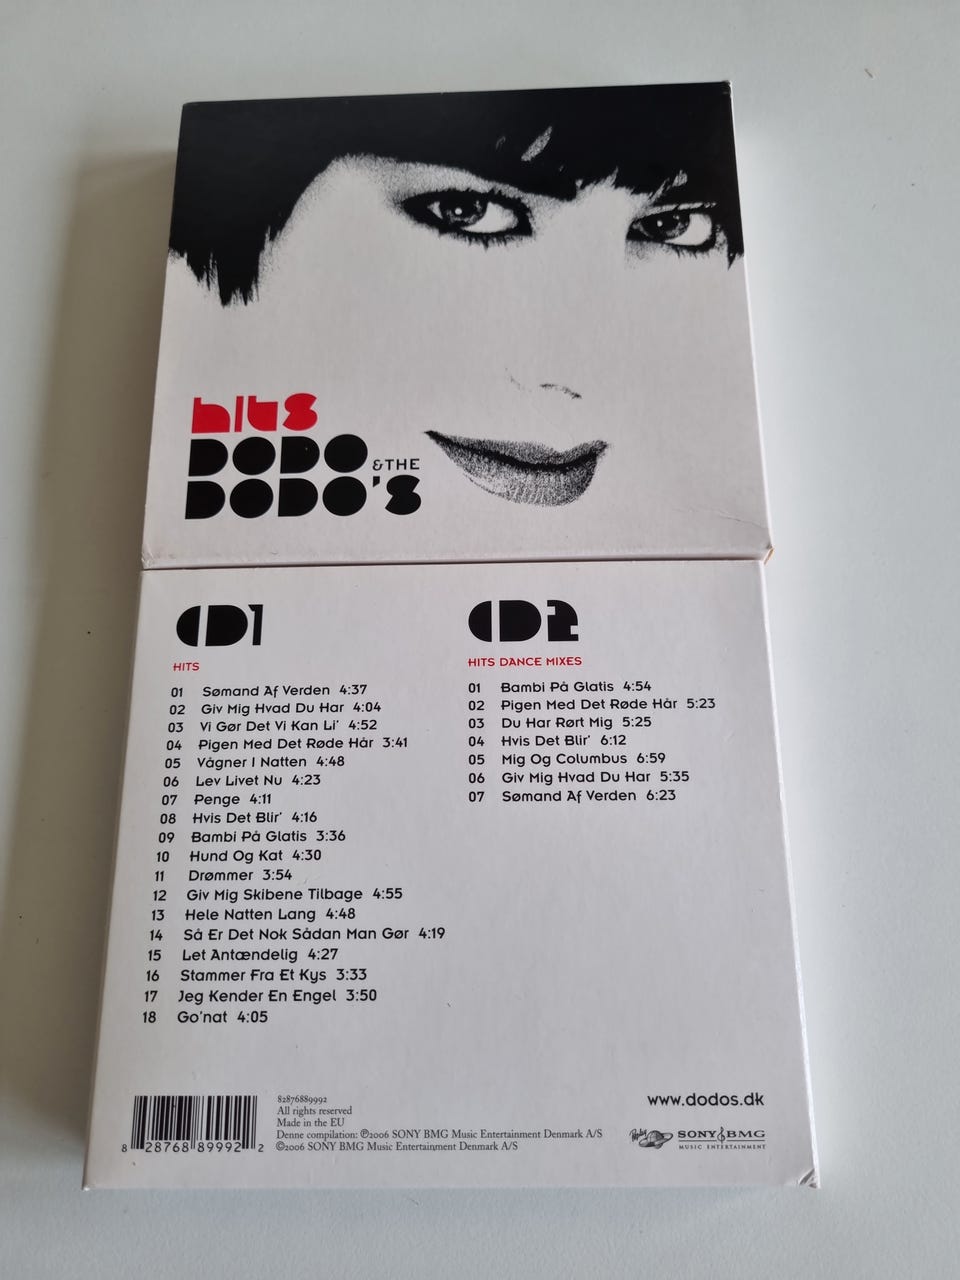 hits
DODO &THE
DODO'S
CD1
HITS
01 Sømand Af Verden 4:37
02 Giv Mig Hvad Du Har 4:04
03 Vi Gør Det Vi Kan Li' 4:52
04 Pigen Med Det Røde Hår 3:41
05 Vågner I Natten 4:48
06 Lev Livet Nu 4:23
07 Penge 4:11
08 Hvis Det Blir' 4:16
09 Bambi På Glatis 3:36
10 Hund Og Kat 4:30
11 Drømmer 3:54
12 Giv Mig Skibene Tilbage 4:55
13 Hele Natten Lang 4:48
14 Så Er Det Nok Sådan Man Gør 4:19
15 Let Antændelig 4:27
16 Stammer Fra Et Kys 3:33
17 Jeg Kender En Engel 3:50
18 Go'nat 4:05
CD2
HITS DANCE MIXES
01 Bambi På Glatis 4:54
02 Pigen Med Det Røde Hår 5:23
03 Du Har Rørt Mig 5:25
04 Hvis Det Blir' 6:12
05 Mig Og Columbus 6:59
06 Giv Mig Hvad Du Har 5:35
07 Sømand Af Verden 6:23
8 28768 89992 2
82876889992
All rights reserved
Made in the EU
Denne compilation: ℗2006 SONY BMG Music Entertainment Denmark A/S
©2006 SONY BMG Music Entertainment Denmark A/S
www.dodos.dk
SONY BMG
MUSIC ENTERTAINMENT